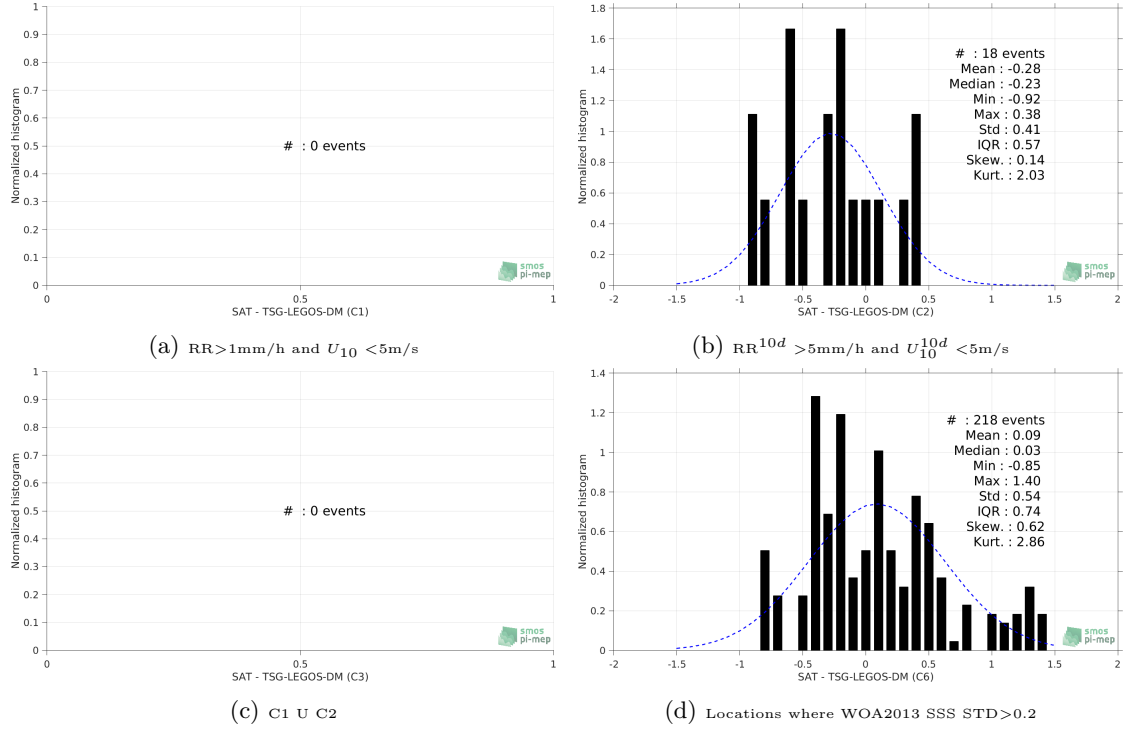 1
0.9
0.8
0.7
0.6
0.5
0.4
0.3
0.2
0.1
0
Normalized histogram
# : 0 events
0
0.5
1
SAT - TSG-LEGOS-DM (C1)
smos
pi-mep
(a) RR>1mm/h and U10 <5m/s
1.8
1.6
1.4
1.2
1
0.8
0.6
0.4
0.2
0
Normalized histogram
# : 18 events
Mean : -0.28
Median : -0.23
Min : -0.92
Max : 0.38
Std : 0.41
IQR : 0.57
Skew. : 0.14
Kurt. : 2.03
-2
-1.5
-1
-0.5
0
0.5
1
1.5
2
SAT - TSG-LEGOS-DM (C2)
smos
pi-mep
(b) RR10d >5mm/h and U10 10d <5m/s
1
0.9
0.8
0.7
0.6
0.5
0.4
0.3
0.2
0.1
0
Normalized histogram
# : 0 events
0
0.5
1
SAT - TSG-LEGOS-DM (C3)
smos
pi-mep
(c) C1 U C2
1.4
1.2
1
0.8
0.6
0.4
0.2
0
Normalized histogram
# : 218 events
Mean : 0.09
Median : 0.03
Min : -0.85
Max : 1.40
Std : 0.54
IQR : 0.74
Skew. : 0.62
Kurt. : 2.86
-2
-1.5
-1
-0.5
0
0.5
1
1.5
2
SAT - TSG-LEGOS-DM (C6)
smos
pi-mep
(d) Locations where WOA2013 SSS STD>0.2